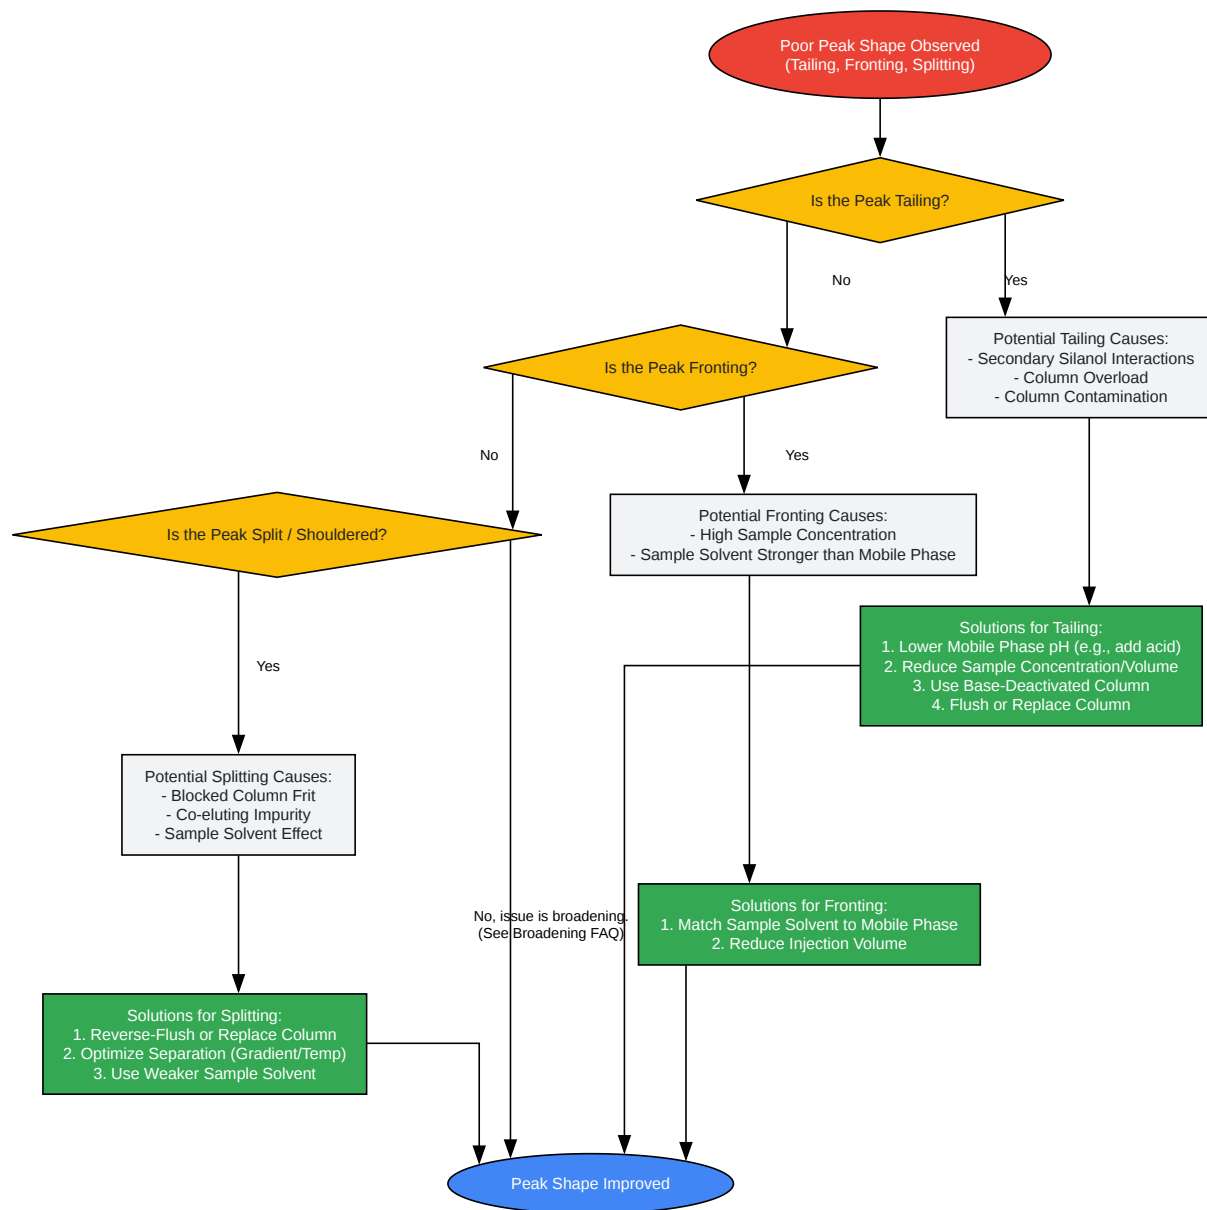 Poor Peak Shape Observed
(Tailing, Fronting, Splitting)
Is the Peak Tailing?
No
Yes
Potential Tailing Causes:
- Secondary Silanol Interactions
- Column Overload
- Column Contamination
Is the Peak Fronting?
No
Yes
Potential Fronting Causes:
- High Sample Concentration
- Sample Solvent Stronger than Mobile Phase
Is the Peak Split / Shouldered?
Solutions for Tailing:
1. Lower Mobile Phase pH (e.g., add acid)
2. Reduce Sample Concentration/Volume
3. Use Base-Deactivated Column
4. Flush or Replace Column
Yes
Potential Splitting Causes:
- Blocked Column Frit
- Co-eluting Impurity
- Sample Solvent Effect
No, issue is broadening.
(See Broadening FAQ)
Solutions for Fronting:
1. Match Sample Solvent to Mobile Phase
2. Reduce Injection Volume
Solutions for Splitting:
1. Reverse-Flush or Replace Column
2. Optimize Separation (Gradient/Temp)
3. Use Weaker Sample Solvent
Peak Shape Improved